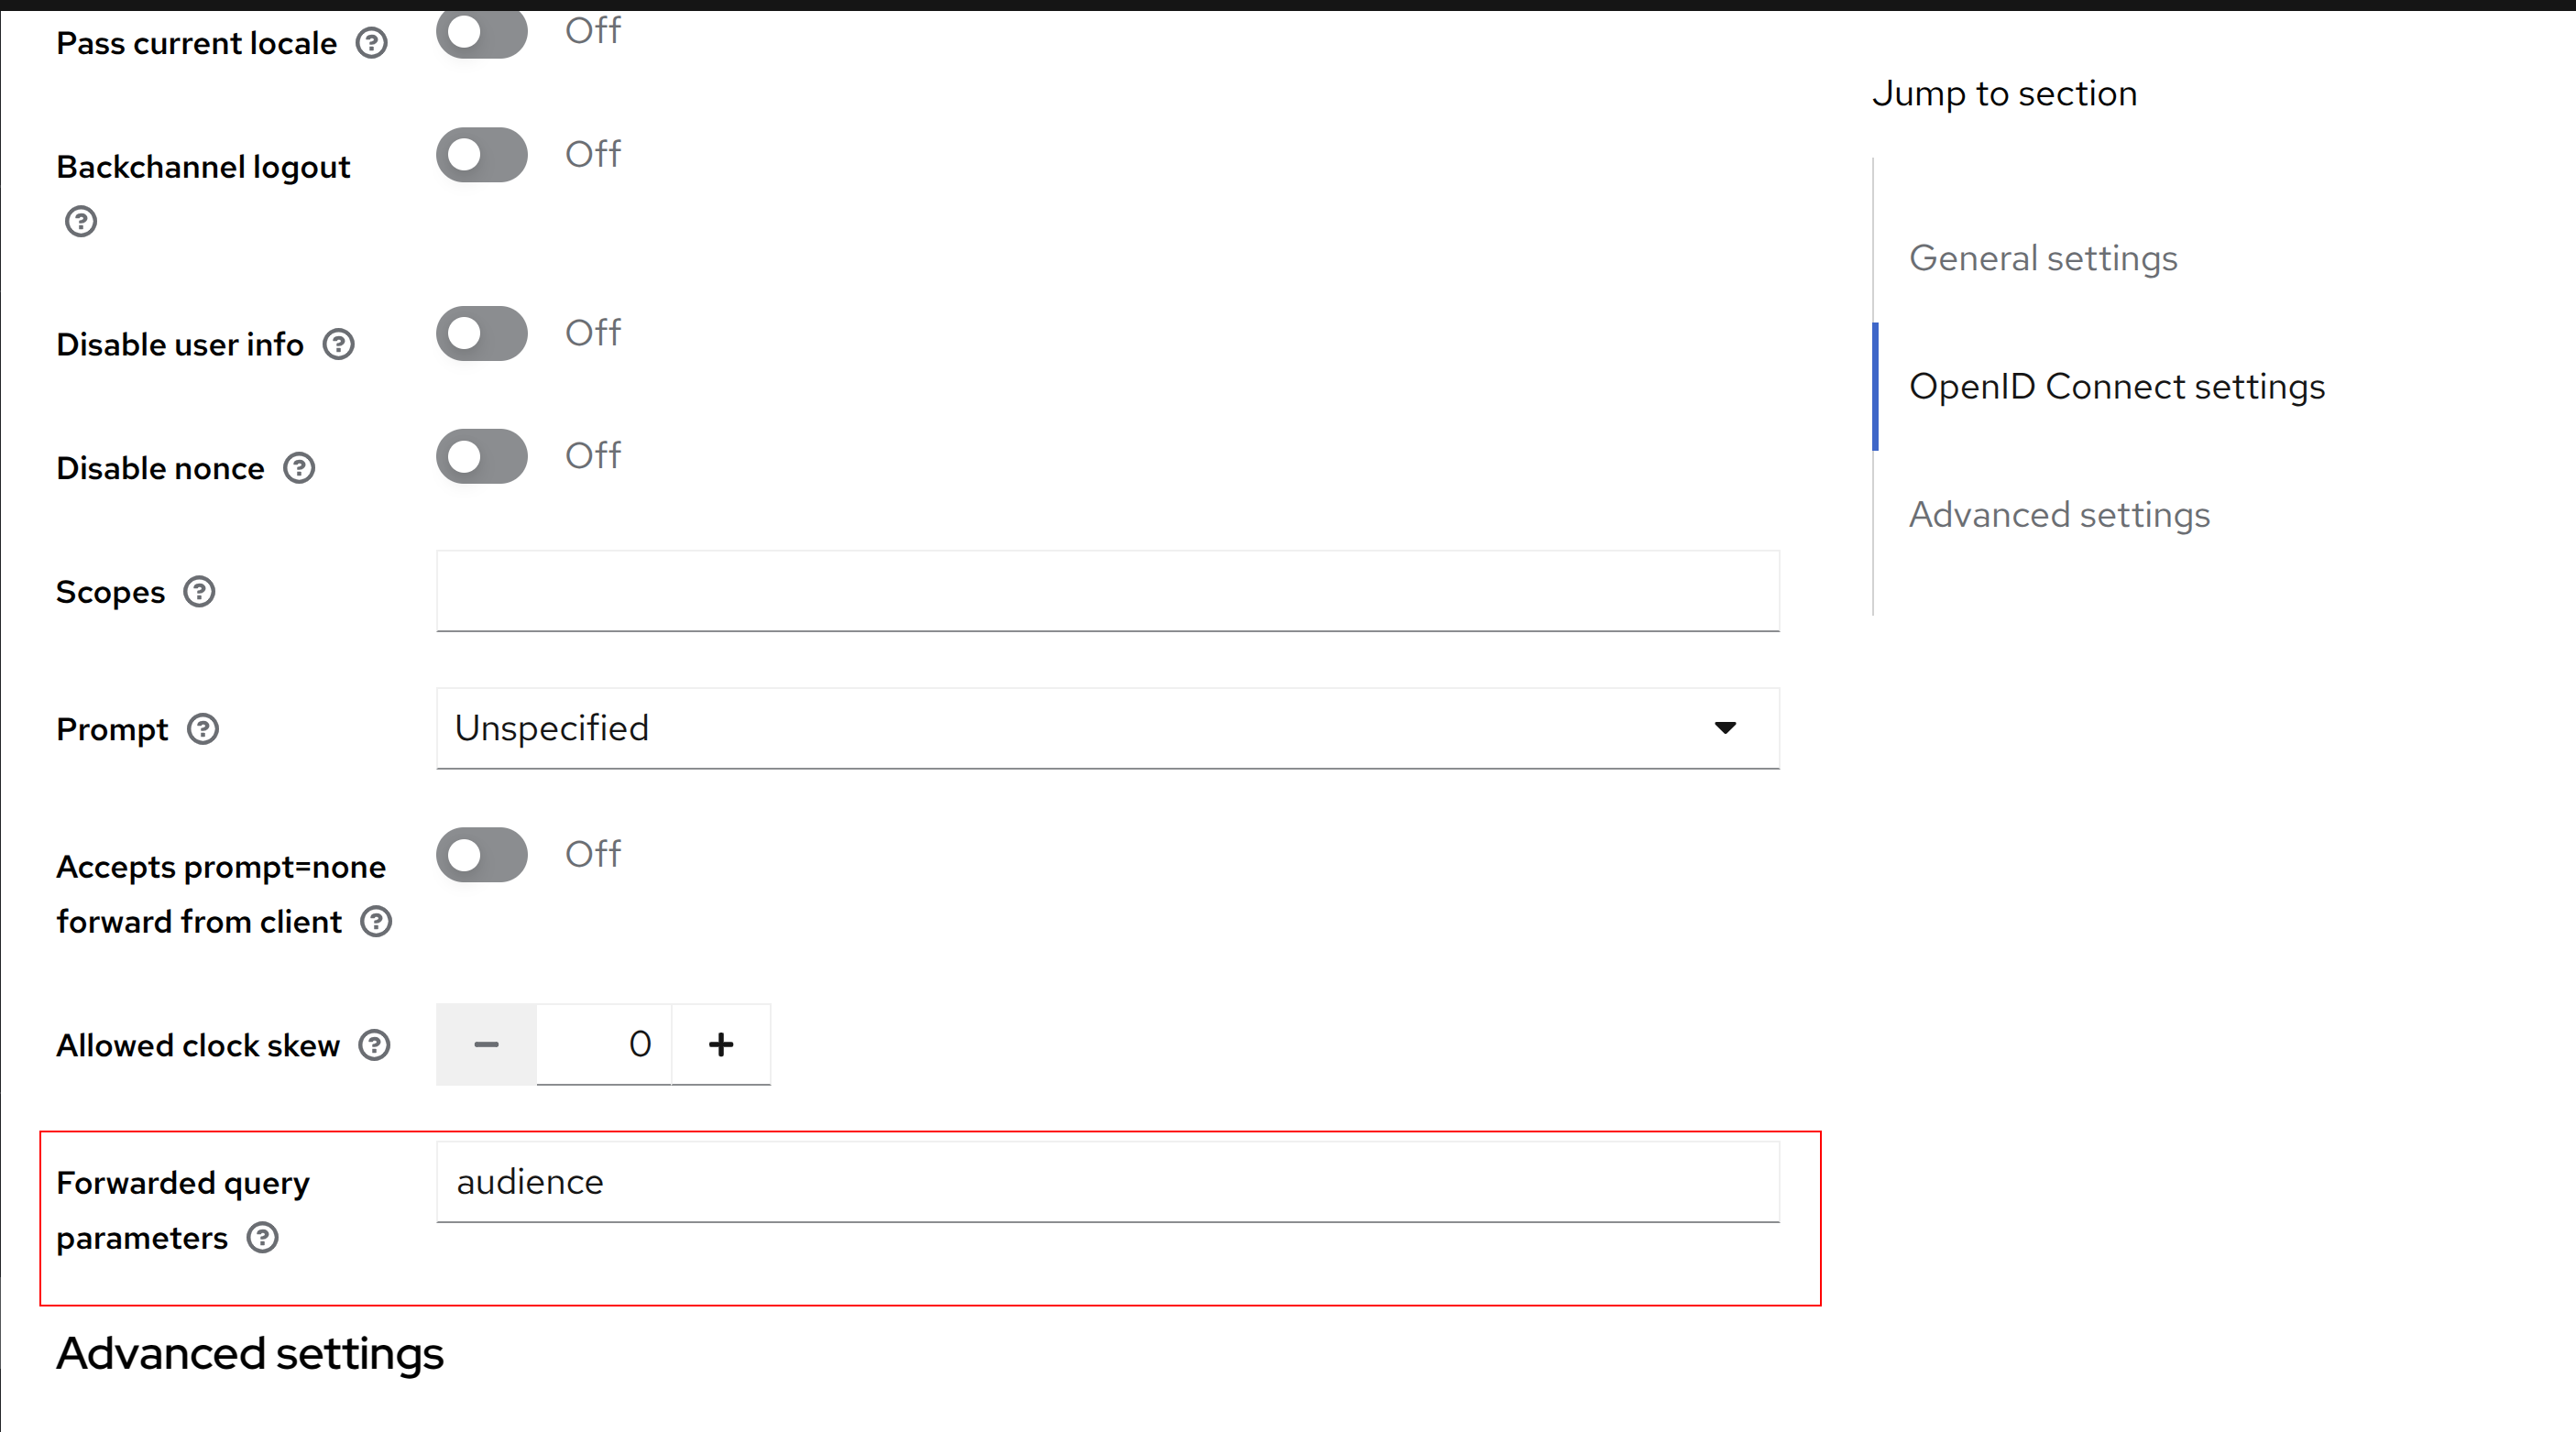 Pass current locale
Off
Backchannel logout
Off
Disable user info
Off
Disable nonce
Off
Scopes
Prompt
Unspecified
Accepts prompt=none
forward from client
Off
Allowed clock skew
0
Forwarded query
parameters
audience
Advanced settings
Jump to section
General settings
OpenID Connect settings
Advanced settings